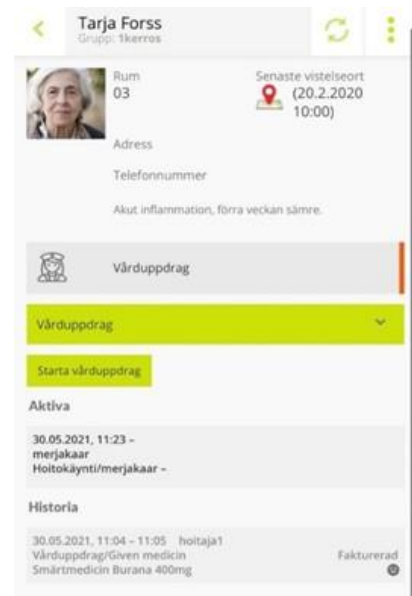 Tarja Forss
Grupp: 1kerros
Rum
03
Senaste vistelseort
(20.2.2020
10:00)
Adress
Telefonnummer
Akut inflammation, förra veckan sämre.
Vårduppdrag
Vårduppdrag
Starta vårduppdrag
Aktiva
30.05.2021, 11:23 –
merjakaar
Hoitokäynti/merjakaar –
Historia
30.05.2021, 11:04 – 11:05 hoitaja1
Vårduppdrag/Given medicin
Fakturerad
Smärtmedicin Burana 400mg